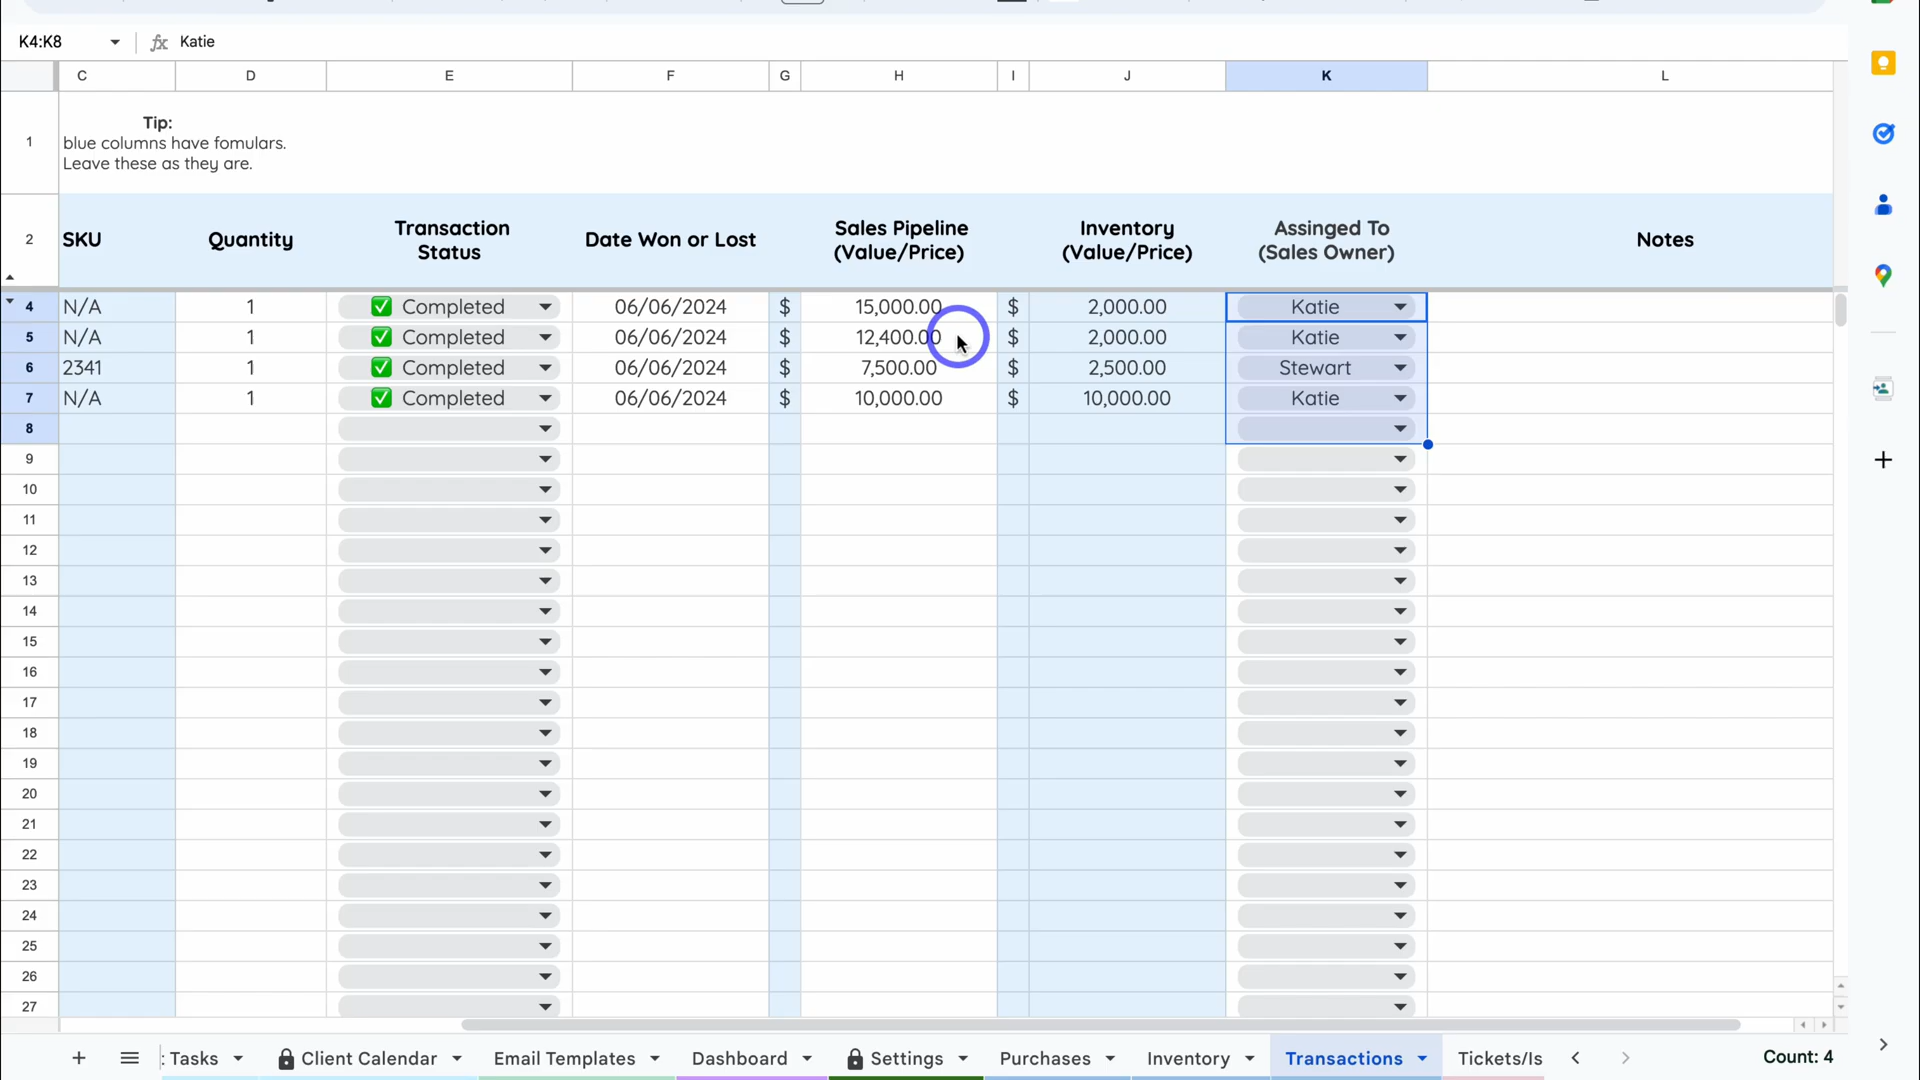 K4:K8 fx Katie
C D E F G H I J K L
1 Tip:
blue columns have fomulars.
Leave these as they are.
2 SKU Quantity Transaction Status Date Won or Lost Sales Pipeline (Value/Price) Inventory (Value/Price) Assinged To (Sales Owner) Notes
4 N/A 1 ✅ Completed 06/06/2024 $ 15,000.00 $ 2,000.00 Katie
5 N/A 1 ✅ Completed 06/06/2024 $ 12,400.00 $ 2,000.00 Katie
6 2341 1 ✅ Completed 06/06/2024 $ 7,500.00 $ 2,500.00 Stewart
7 N/A 1 ✅ Completed 06/06/2024 $ 10,000.00 $ 10,000.00 Katie
8
9
10
11
12
13
14
15
16
17
18
19
20
21
22
23
24
25
26
27
+ : Tasks Client Calendar Email Templates Dashboard Settings Purchases Inventory Transactions Tickets/Is Count: 4